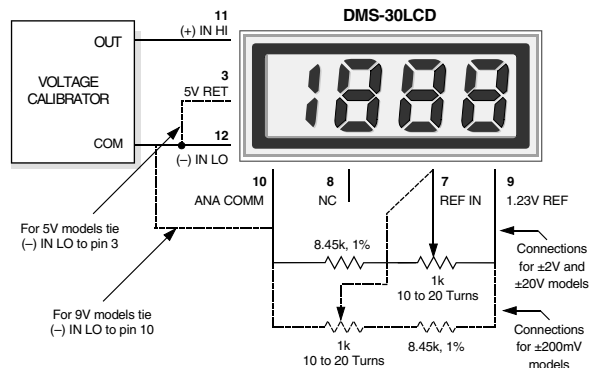 DMS-30LCD
11
(+) IN HI
OUT
VOLTAGE
CALIBRATOR
COM
3
5V RET
12
(–) IN LO
1888
10
ANA COMM
8
NC
7
REF IN
9
1.23V REF
For 5V models tie
(–) IN LO to pin 3
For 9V models tie
(–) IN LO to pin 10
8.45k, 1%
1k
10 to 20 Turns
Connections
for ±2V and
±20V models
1k
10 to 20 Turns
8.45k, 1%
Connections
for ±200mV
models